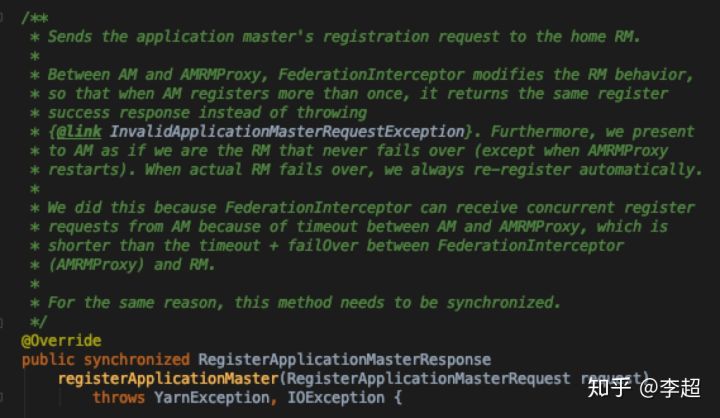 /**
* Sends the application master's registration request to the home RM.
*
* Between AM and AMRMProxy, FederationInterceptor modifies the RM behavior,
* so that when AM registers more than once, it returns the same register
* success response instead of throwing
* {@link InvalidApplicationMasterRequestException}. Furthermore, we present
* to AM as if we are the RM that never fails over (except when AMRMProxy
* restarts). When actual RM fails over, we always re-register automatically.
*
* We did this because FederationInterceptor can receive concurrent register
* requests from AM because of timeout between AM and AMRMProxy, which is
* shorter than the timeout + failOver between FederationInterceptor
* (AMRMProxy) and RM.
*
* For the same reason, this method needs to be synchronized.
*/
@Override
public synchronized RegisterApplicationMasterResponse
registerApplicationMaster(RegisterApplicationMasterRequest request)
throws YarnException, IOException {
知乎 @李超